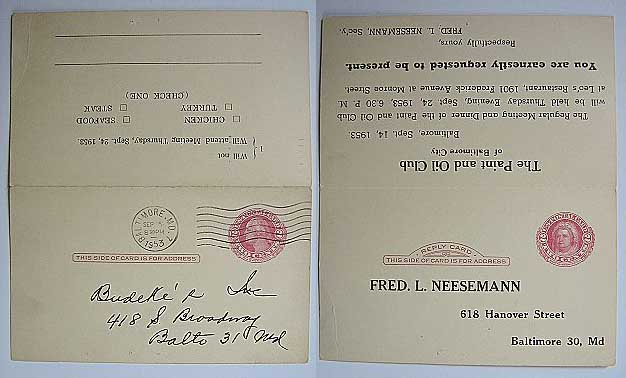 I { Will not
Will attend Meeting Thursday, Sept. 24, 1953.
☐ CHICKEN ☐ SEAFOOD
☐ TURKEY ☐ STEAK
(CHECK ONE)
BALTIMORE, MD.
SEP
8 PM
1953
THIS SIDE OF CARD IS FOR ADDRESS
Budeké's Inc
418 S Broadway
Balto 31 Md
The Paint and Oil Club
of Baltimore City
Baltimore, Sept. 14, 1953.
The Regular Meeting and Dinner of the Paint and Oil Club
will be held Thursday Evening, Sept. 24, 1953, 6.30 P. M.
at Leo's Restaurant, 1901 Frederick Avenue at Monroe Street.
You are earnestly requested to be present.
Respectfully yours,
FRED. L. NEESEMANN, Sec'y.
REPLY CARD
THIS SIDE OF CARD IS FOR ADDRESS
FRED. L. NEESEMANN
618 Hanover Street
Baltimore 30, Md